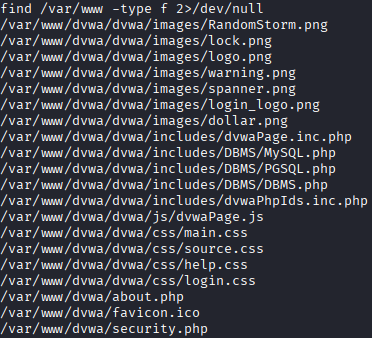 find /var/www -type f 2>/dev/null
/var/www/dvwa/dvwa/images/RandomStorm.png
/var/www/dvwa/dvwa/images/lock.png
/var/www/dvwa/dvwa/images/logo.png
/var/www/dvwa/dvwa/images/warning.png
/var/www/dvwa/dvwa/images/spanner.png
/var/www/dvwa/dvwa/images/login_logo.png
/var/www/dvwa/dvwa/images/dollar.png
/var/www/dvwa/dvwa/includes/dvwaPage.inc.php
/var/www/dvwa/dvwa/includes/DBMS/MySQL.php
/var/www/dvwa/dvwa/includes/DBMS/PGSQL.php
/var/www/dvwa/dvwa/includes/DBMS/DBMS.php
/var/www/dvwa/dvwa/includes/dvwaPhpIds.inc.php
/var/www/dvwa/dvwa/js/dvwaPage.js
/var/www/dvwa/dvwa/css/main.css
/var/www/dvwa/dvwa/css/source.css
/var/www/dvwa/dvwa/css/help.css
/var/www/dvwa/dvwa/css/login.css
/var/www/dvwa/about.php
/var/www/dvwa/favicon.ico
/var/www/dvwa/security.php